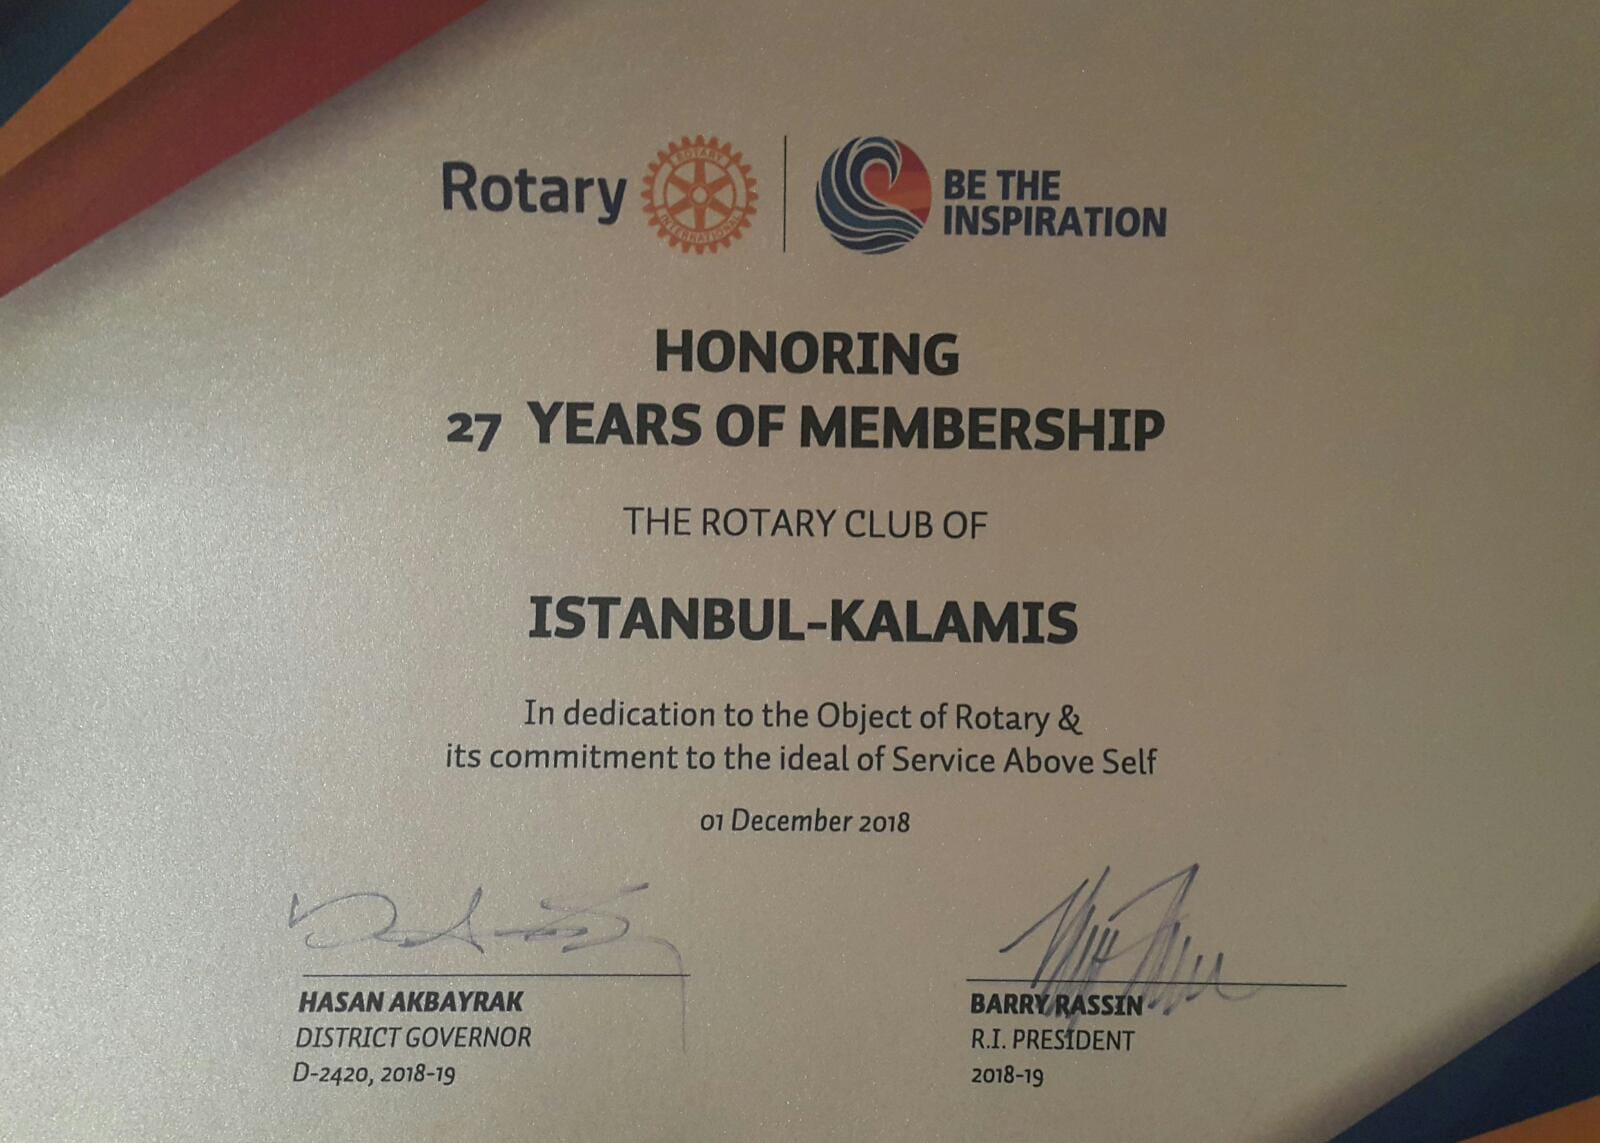 Rotary
ROTARY
INTERNATIONAL
BE THE
INSPIRATION
HONORING
27 YEARS OF MEMBERSHIP
THE ROTARY CLUB OF
ISTANBUL-KALAMIS
In dedication to the Object of Rotary &
its commitment to the ideal of Service Above Self
01 December 2018
HASAN AKBAYRAK
DISTRICT GOVERNOR
D-2420, 2018-19
BARRY RASSIN
R.I. PRESIDENT
2018-19